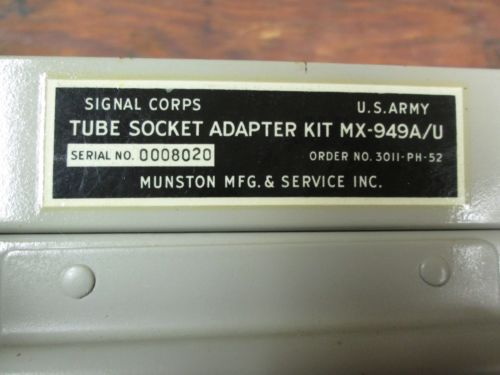 SIGNAL CORPS U.S. ARMY
TUBE SOCKET ADAPTER KIT MX-949A/U
SERIAL NO. 0008020 ORDER NO. 3011-PH-52
MUNSTON MFG. & SERVICE INC.